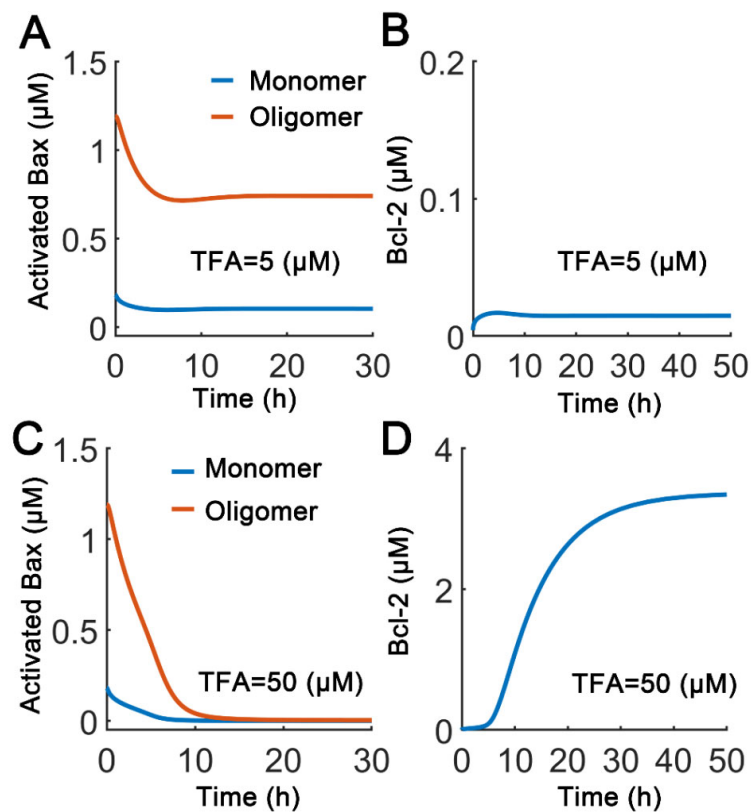 A
Activated Bax (μM)
1.5
1
0.5
0
Monomer
Oligomer
TFA=5 (μM)
0 10 20 30
Time (h)
B
Bcl-2 (μM)
0.2
0.1
0
TFA=5 (μM)
0 10 20 30 40 50
Time (h)
C
Activated Bax (μM)
1.5
1
0.5
0
Monomer
Oligomer
TFA=50 (μM)
0 10 20 30
Time (h)
D
Bcl-2 (μM)
4
2
0
TFA=50 (μM)
0 10 20 30 40 50
Time (h)